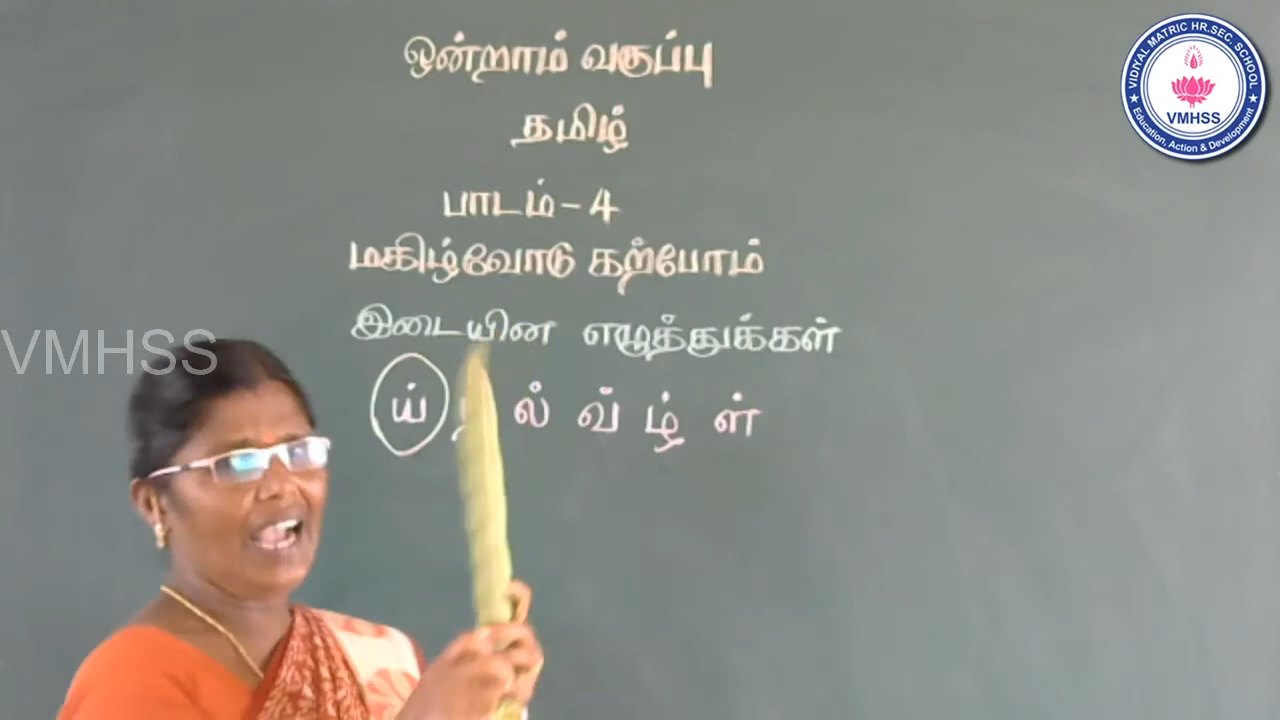 ஒன்றாம் வகுப்பு
தமிழ்
பாடம் - 4
மகிழ்வோடு கற்போம்
இடையின எழுத்துக்கள்
ய் ல் வ் ழ் ள்
VMHSS
VIDIYAL MATRIC HR.SEC. SCHOOL
VMHSS
Education, Action & Development